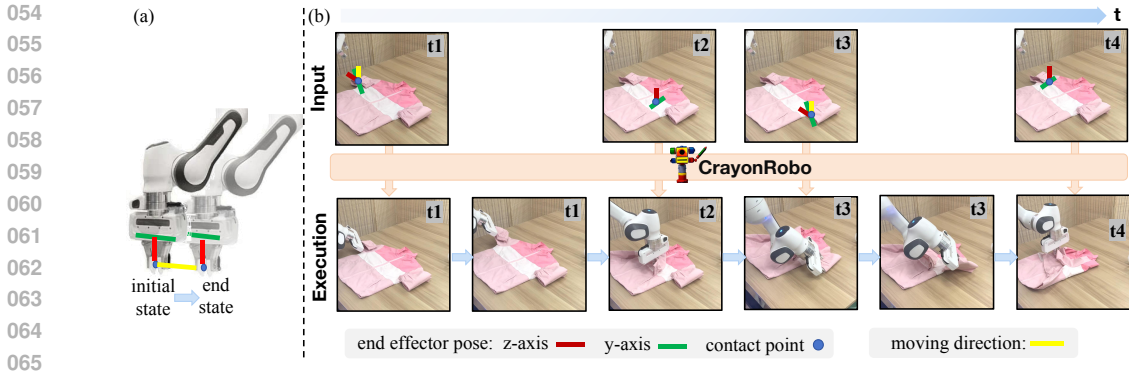 054
055
056
057
058
059
060
061
062
063
064
065
(a)
initial
state
end
state
(b)
t
Input
t1
t2
t3
t4
CrayonRobo
Execution
t1
t1
t2
t3
t3
t4
end effector pose: z-axis y-axis contact point
moving direction: